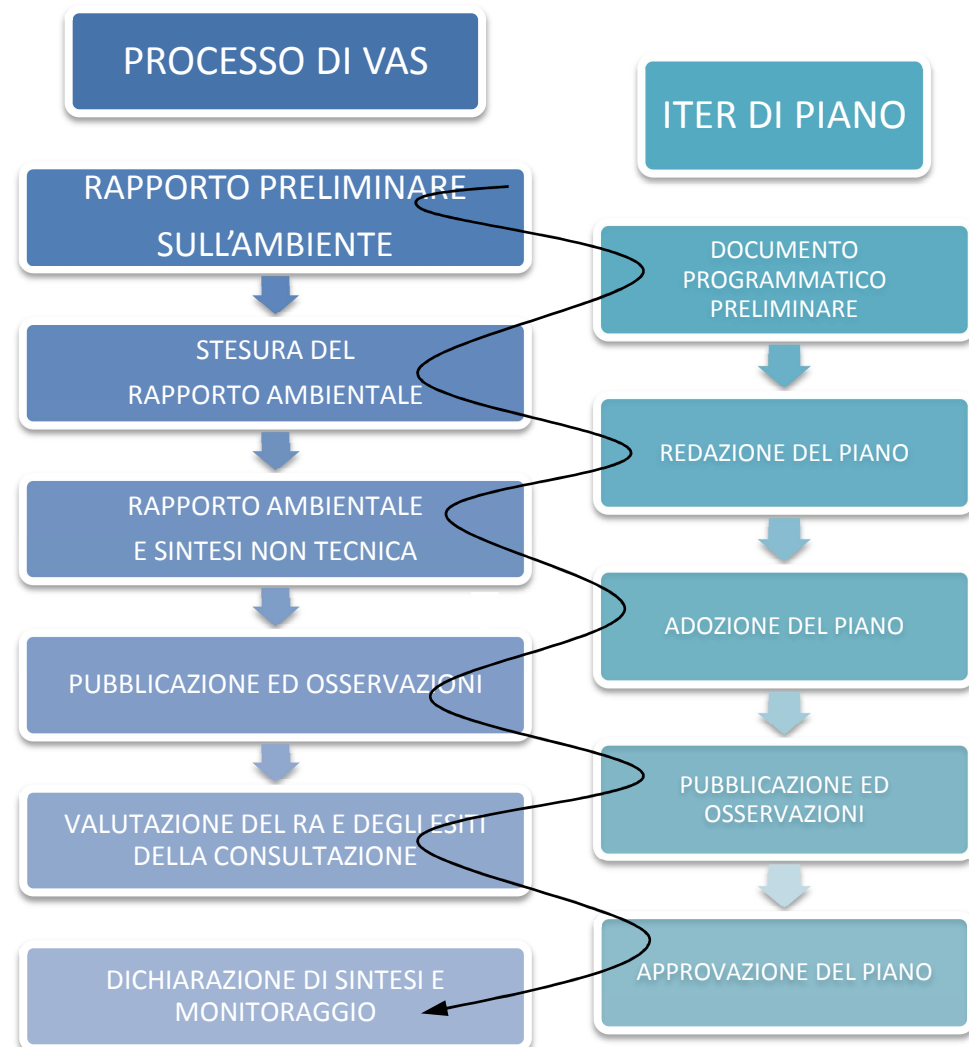 PROCESSO DI VAS
RAPPORTO PRELIMINARE
SULL'AMBIENTE
STESURA DEL
RAPPORTO AMBIENTALE
RAPPORTO AMBIENTALE
E SINTESI NON TECNICA
PUBBLICAZIONE ED OSSERVAZIONI
VALUTAZIONE DEL RA E DEGLI ESITI
DELLA CONSULTAZIONE
DICHIARAZIONE DI SINTESI E
MONITORAGGIO
ITER DI PIANO
DOCUMENTO
PROGRAMMATICO
PRELIMINARE
REDAZIONE DEL PIANO
ADOZIONE DEL PIANO
PUBBLICAZIONE ED
OSSERVAZIONI
APPROVAZIONE DEL PIANO